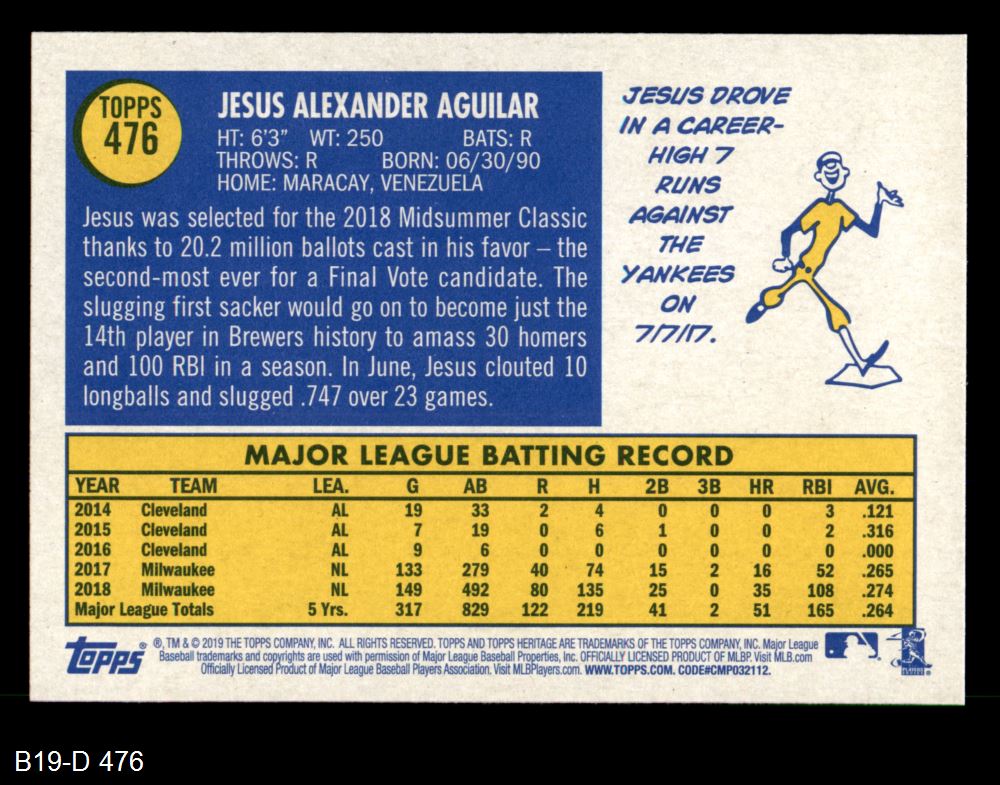 TOPPS
476
JESUS ALEXANDER AGUILAR
HT: 6'3" WT: 250 BATS: R
THROWS: R BORN: 06/30/90
HOME: MARACAY, VENEZUELA
Jesus was selected for the 2018 Midsummer Classic
thanks to 20.2 million ballots cast in his favor – the
second-most ever for a Final Vote candidate. The
slugging first sacker would go on to become just the
14th player in Brewers history to amass 30 homers
and 100 RBI in a season. In June, Jesus clouted 10
longballs and slugged .747 over 23 games.
JESUS DROVE
IN A CAREER-
HIGH 7
RUNS
AGAINST
THE
YANKEES
ON
7/7/17.
MAJOR LEAGUE BATTING RECORD
YEAR TEAM LEA. G AB R H 2B 3B HR RBI AVG.
2014 Cleveland AL 19 33 2 4 0 0 0 3 .121
2015 Cleveland AL 7 19 0 6 1 0 0 2 .316
2016 Cleveland AL 9 6 0 0 0 0 0 0 .000
2017 Milwaukee NL 133 279 40 74 15 2 16 52 .265
2018 Milwaukee NL 149 492 80 135 25 0 35 108 .274
Major League Totals 5 Yrs. 317 829 122 219 41 2 51 165 .264
Topps ®
®, TM & © 2019 THE TOPPS COMPANY, INC. ALL RIGHTS RESERVED. TOPPS AND TOPPS HERITAGE ARE TRADEMARKS OF THE TOPPS COMPANY, INC. Major League
Baseball trademarks and copyrights are used with permission of Major League Baseball Properties, Inc. OFFICIALLY LICENSED PRODUCT OF MLBP. Visit MLB.com
Officially Licensed Product of Major League Baseball Players Association. Visit MLBPlayers.com. WWW.TOPPS.COM. CODE#CMP032112.
B19-D 476